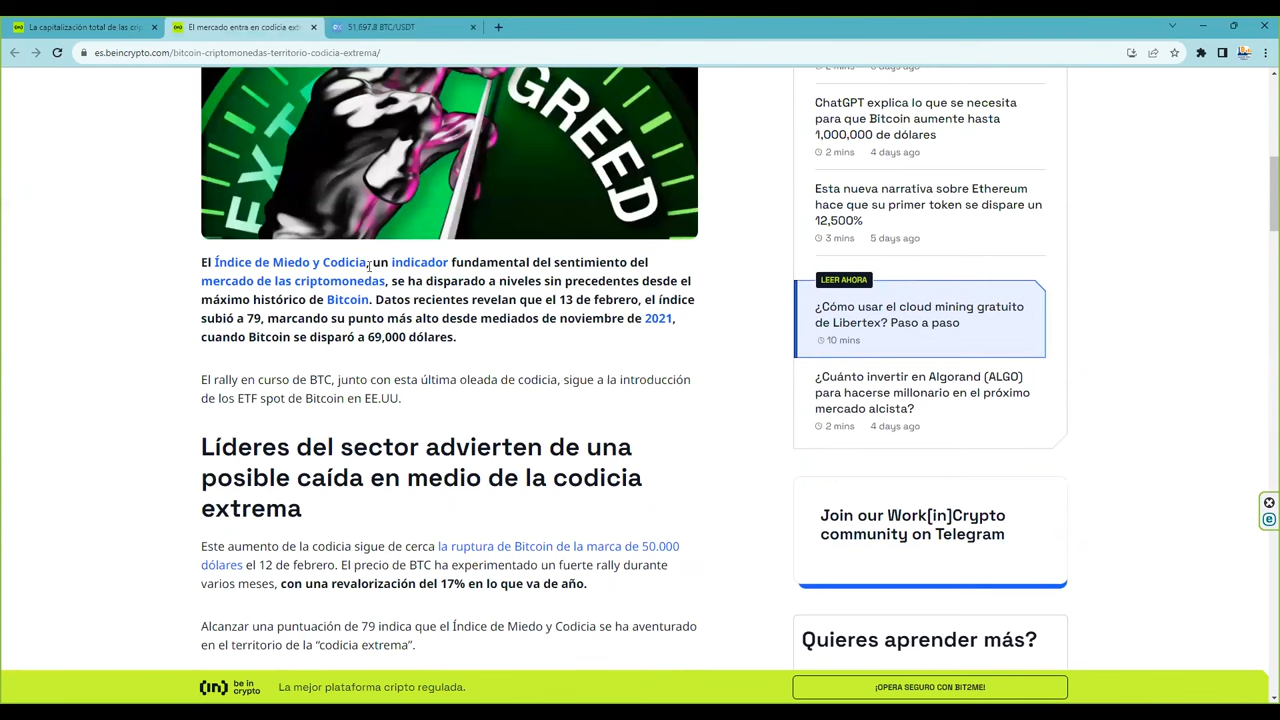 La capitalización total de las crip
El mercado entra en codicia ext
51,697.8 BTC/USDT
es.beincrypto.com/bitcoin-criptomonedas-territorio-codicia-extrema/
EXT
GREED
El Índice de Miedo y Codicia, un indicador fundamental del sentimiento del
mercado de las criptomonedas, se ha disparado a niveles sin precedentes desde el
máximo histórico de Bitcoin. Datos recientes revelan que el 13 de febrero, el índice
subió a 79, marcando su punto más alto desde mediados de noviembre de 2021,
cuando Bitcoin se disparó a 69,000 dólares.
El rally en curso de BTC, junto con esta última oleada de codicia, sigue a la introducción
de los ETF spot de Bitcoin en EE.UU.
Líderes del sector advierten de una
posible caída en medio de la codicia
extrema
Este aumento de la codicia sigue de cerca la ruptura de Bitcoin de la marca de 50.000
dólares el 12 de febrero. El precio de BTC ha experimentado un fuerte rally durante
varios meses, con una revalorización del 17% en lo que va de año.
Alcanzar una puntuación de 79 indica que el Índice de Miedo y Codicia se ha aventurado
en el territorio de la “codicia extrema”.
ChatGPT explica lo que se necesita
para que Bitcoin aumente hasta
1,000,000 de dólares
2 mins 4 days ago
Esta nueva narrativa sobre Ethereum
hace que su primer token se dispare un
12,500%
3 mins 5 days ago
LEER AHORA
¿Cómo usar el cloud mining gratuito
de Libertex? Paso a paso
10 mins
¿Cuánto invertir en Algorand (ALGO)
para hacerse millonario en el próximo
mercado alcista?
2 mins 4 days ago
Join our Work[in]Crypto
community on Telegram
Quieres aprender más?
(in) be in
crypto
La mejor plataforma cripto regulada.
¡OPERA SEGURO CON BIT2ME!